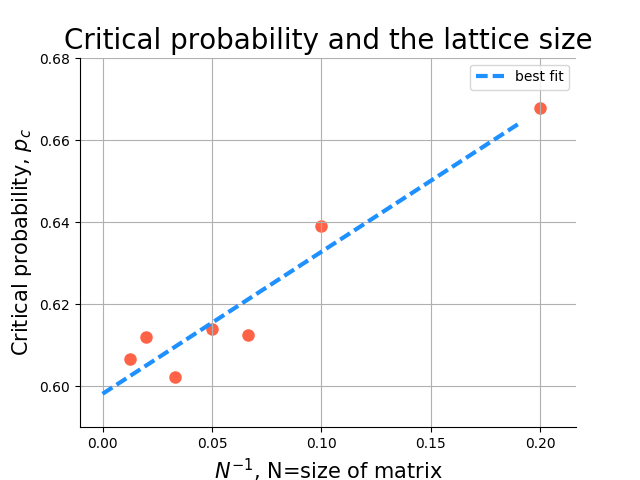 Critical probability and the lattice size
best fit
Critical probability, $p_c$
0.68
0.66
0.64
0.62
0.60
0.00 0.05 0.10 0.15 0.20
$N^{-1}$, N=size of matrix